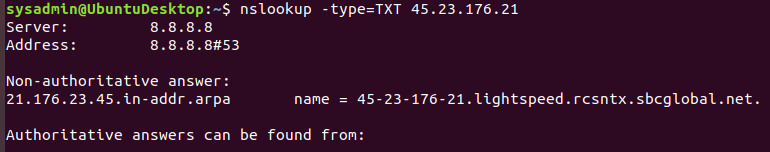 sysadmin@UbuntuDesktop:~$ nslookup -type=TXT 45.23.176.21
Server: 8.8.8.8
Address: 8.8.8.8#53
Non-authoritative answer:
21.176.23.45.in-addr.arpa name = 45-23-176-21.lightspeed.rcsntx.sbcglobal.net.
Authoritative answers can be found from: